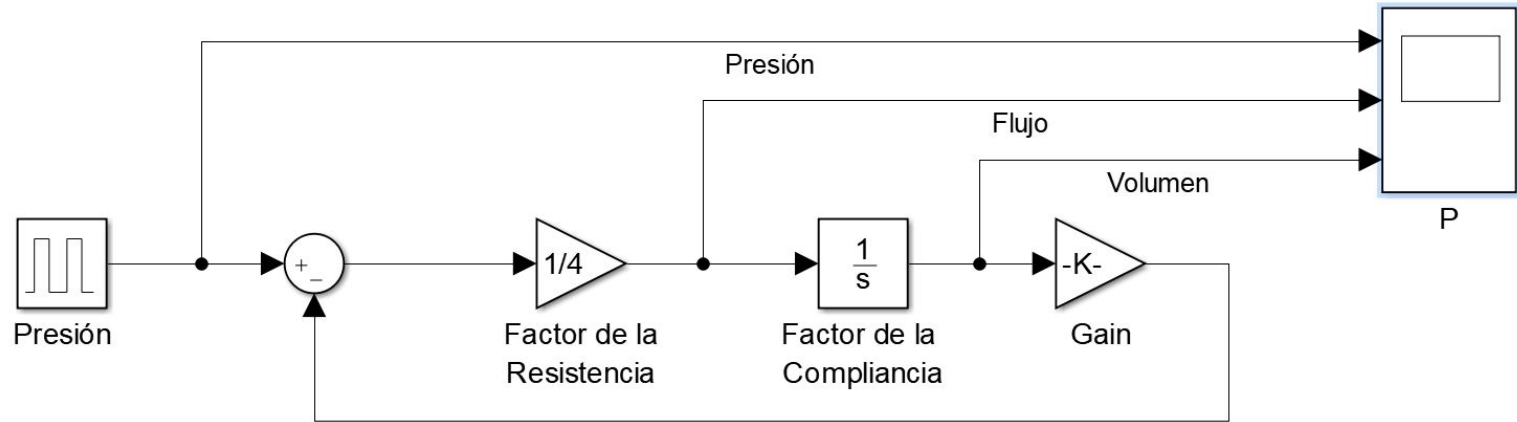 Presión
Flujo
Volumen
P
+
−
1/4
1
s
-K-
Presión
Factor de la
Resistencia
Factor de la
Compliancia
Gain